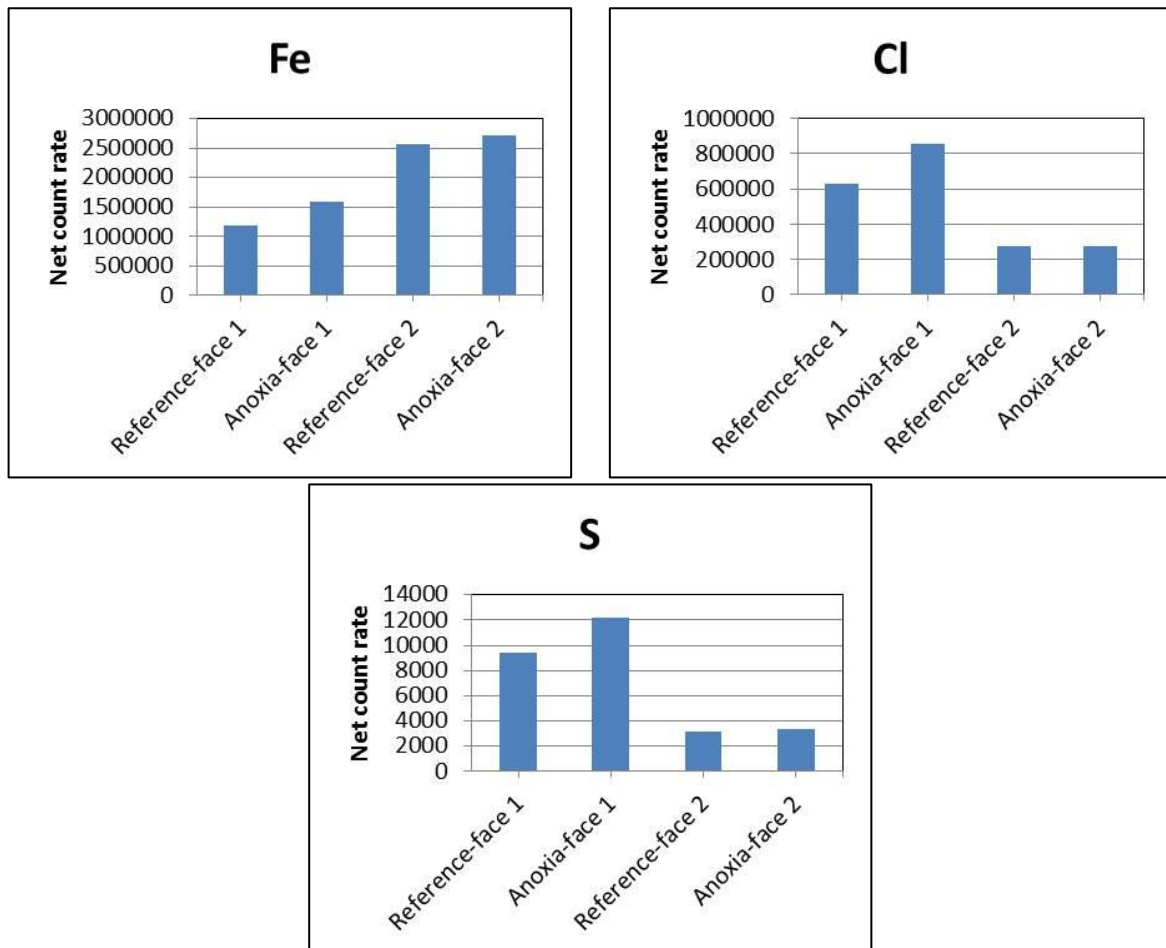 Fe
Net count rate
3000000
2500000
2000000
1500000
1000000
500000
0
Reference-face 1
Anoxia-face 1
Reference-face 2
Anoxia-face 2
Cl
Net count rate
1000000
800000
600000
400000
200000
0
Reference-face 1
Anoxia-face 1
Reference-face 2
Anoxia-face 2
S
Net count rate
14000
12000
10000
8000
6000
4000
2000
0
Reference-face 1
Anoxia-face 1
Reference-face 2
Anoxia-face 2